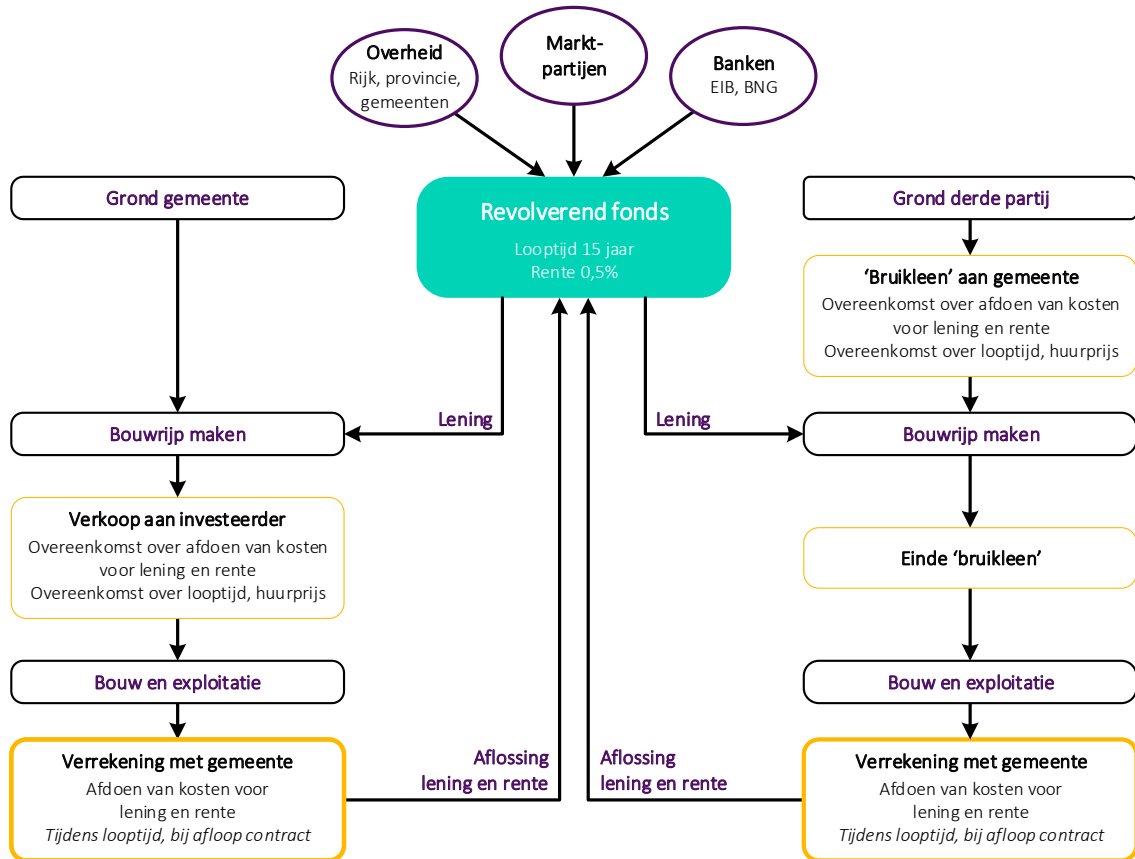 Overheid
Rijk, provincie,
gemeenten
Markt-
partijen
Banken
EIB, BNG
Revolverend fonds
Looptijd 15 jaar
Rente 0,5%
Grond gemeente
Bouwrijp maken
Verkoop aan investeerder
Overeenkomst over afdoen van kosten
voor lening en rente
Overeenkomst over looptijd, huurprijs
Bouw en exploitatie
Verrekening met gemeente
Afdoen van kosten voor
lening en rente
Tijdens looptijd, bij afloop contract
Lening
Aflossing
lening en rente
Lening
Aflossing
lening en rente
Grond derde partij
‘Bruikleen’ aan gemeente
Overeenkomst over afdoen van kosten
voor lening en rente
Overeenkomst over looptijd, huurprijs
Bouwrijp maken
Einde ‘bruikleen’
Bouw en exploitatie
Verrekening met gemeente
Afdoen van kosten voor
lening en rente
Tijdens looptijd, bij afloop contract